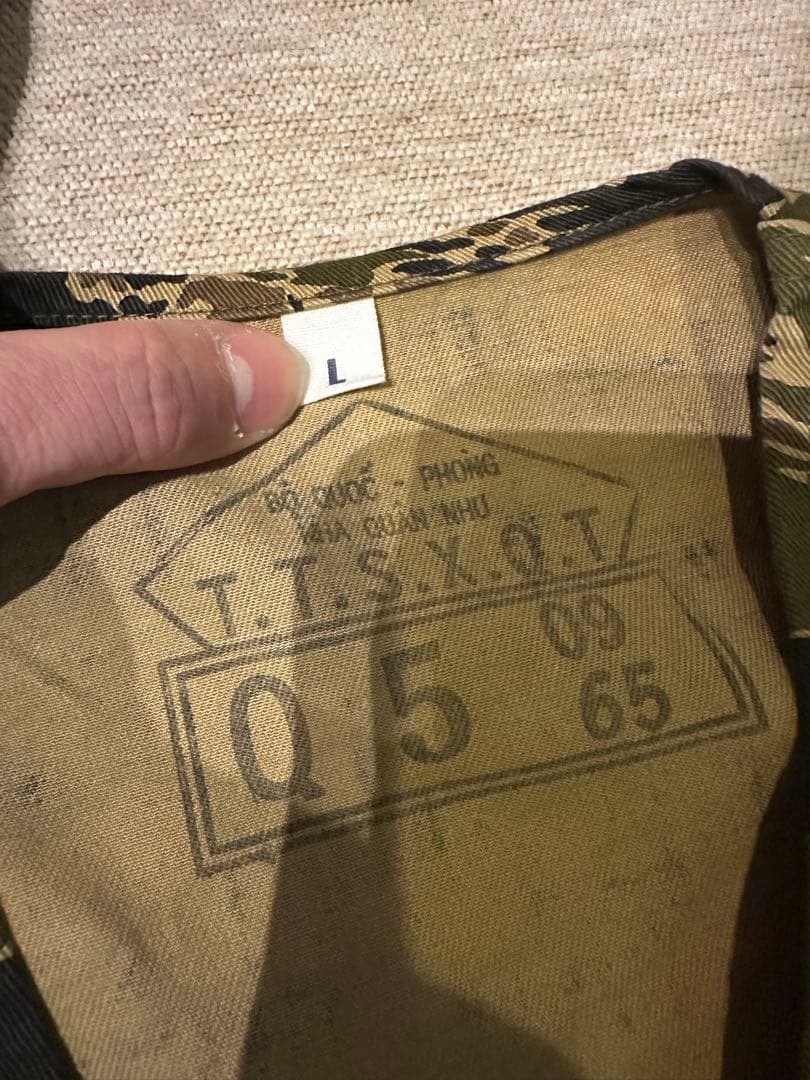 L
BỘ QUỐC - PHÒNG
NHA QUÂN NHU
T.T.S.X.Q.T
Q 5 09
65